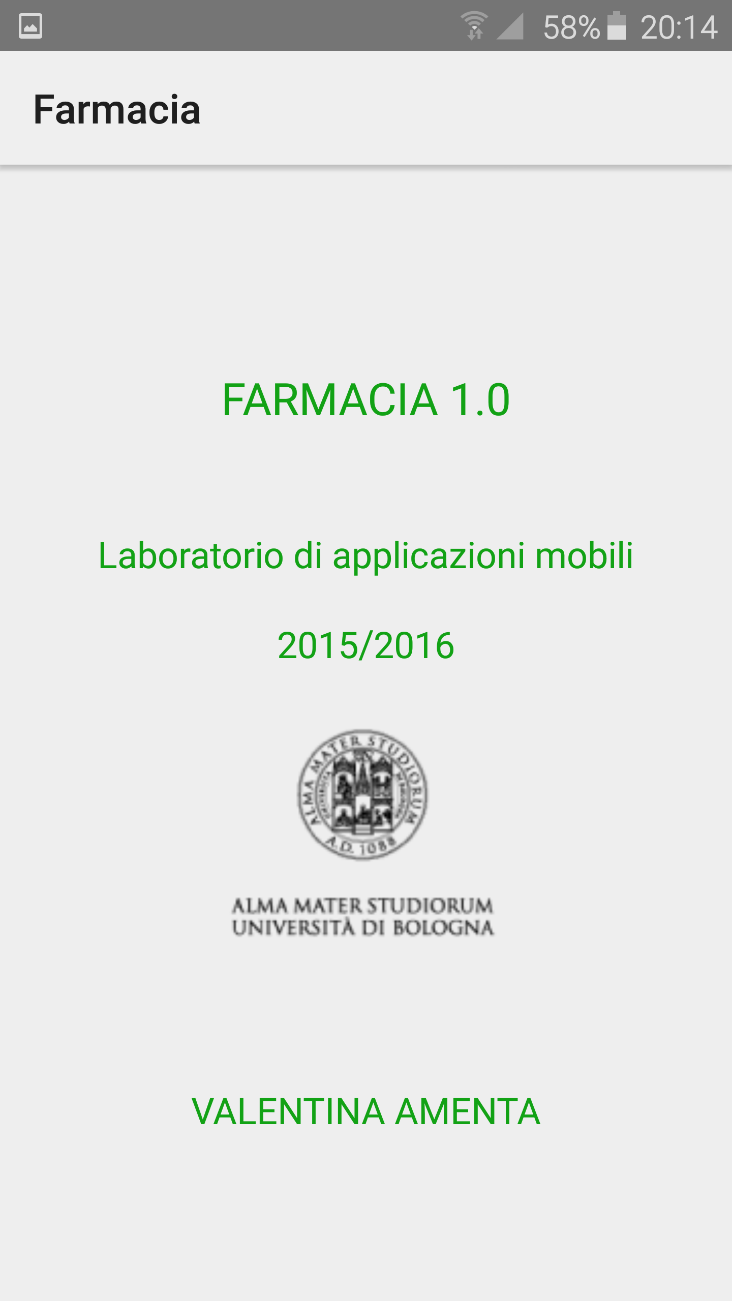 58% 20:14
Farmacia
FARMACIA 1.0
Laboratorio di applicazioni mobili
2015/2016
ALMA MATER STUDIORUM
A.D. 1088
ALMA MATER STUDIORUM
UNIVERSITÀ DI BOLOGNA
VALENTINA AMENTA